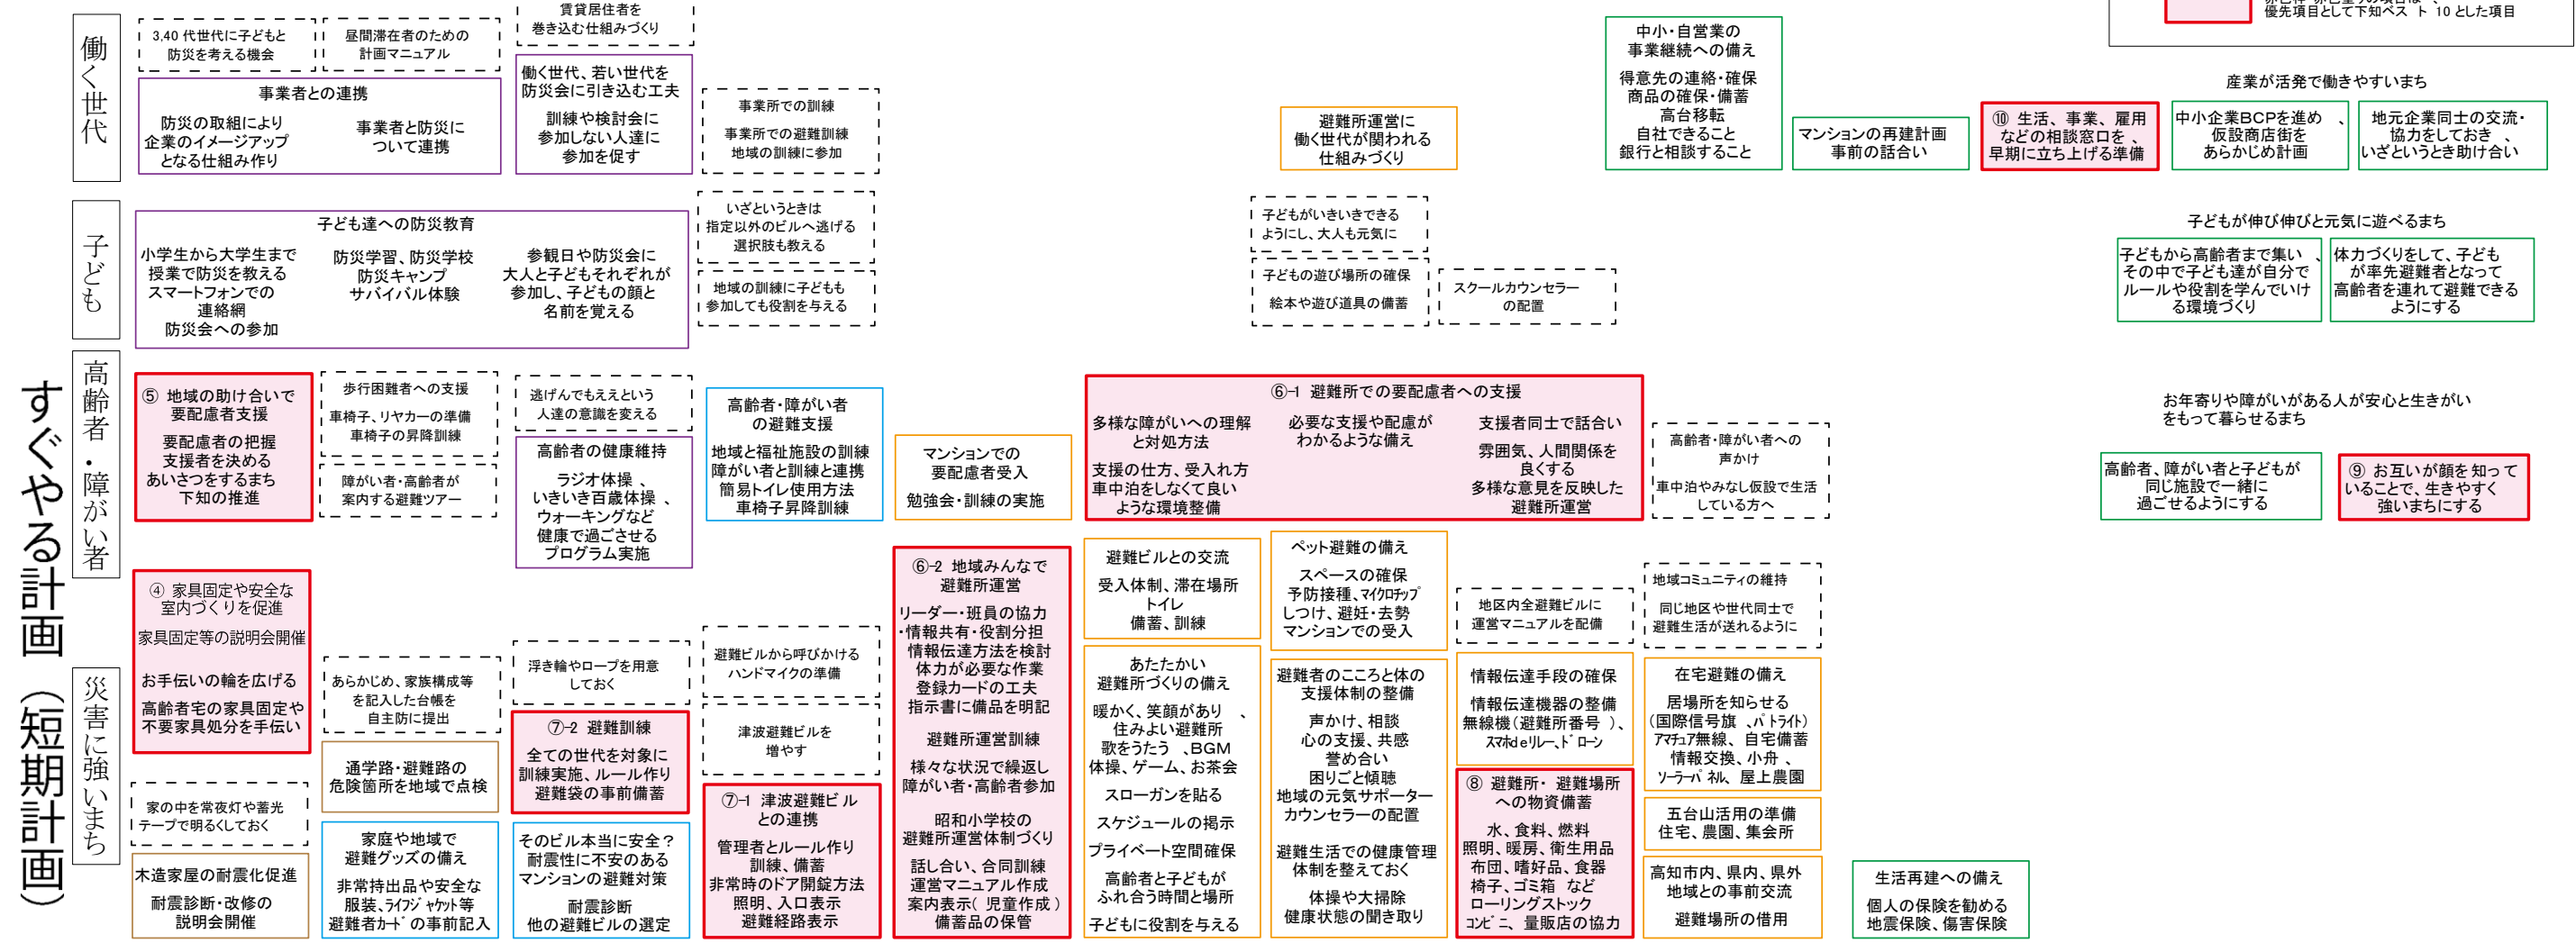 すぐやる計画（短期計画）
働く世代
3,40 代世代に子どもと
防災を考える機会
昼間滞在者のための
計画マニュアル
賃貸居住者を
巻き込む仕組みづくり
事業者との連携
防災の取組により
企業のイメージアップ
となる仕組み作り
事業者と防災に
ついて連携
働く世代、若い世代を
防災会に引き込む工夫
訓練や検討会に
参加しない人達に
参加を促す
事業所での訓練
事業所での避難訓練
地域の訓練に参加
避難所運営に
働く世代が関われる
仕組みづくり
中小・自営業の
事業継続への備え
得意先の連絡・確保
商品の確保・備蓄
高台移転
自社できること
銀行と相談すること
マンションの再建計画
事前の話合い
⑩ 生活、事業、雇用
などの相談窓口を 、
早期に立ち上げる準備
優先項目として下知ベス ト 10 とした項目
産業が活発で働きやすいまち
中小企業BCPを進め 、
仮設商店街を
あらかじめ計画
地元企業同士の交流・
協力をしておき 、
いざというとき助け合い
子ども
子ども達への防災教育
小学生から大学生まで
授業で防災を教える
スマートフォンでの
連絡網
防災会への参加
防災学習、防災学校
防災キャンプ
サバイバル体験
参観日や防災会に
大人と子どもそれぞれが
参加し、子どもの顔と
名前を覚える
いざというときは
指定以外のビルへ逃げる
選択肢も教える
地域の訓練に子どもも
参加しても役割を与える
子どもがいきいきできる
ようにし、大人も元気に
子どもの遊び場所の確保
絵本や遊び道具の備蓄
スクールカウンセラー
の配置
子どもが伸び伸びと元気に遊べるまち
子どもから高齢者まで集い 、
その中で子ども達が自分で
ルールや役割を学んでいけ
る環境づくり
体力づくりをして、子ども
が率先避難者となって
高齢者を連れて避難できる
ようにする
高齢者・障がい者
⑤ 地域の助け合いで
要配慮者支援
要配慮者の把握
支援者を決める
あいさつをするまち
下知の推進
歩行困難者への支援
車椅子、リヤカーの準備
車椅子の昇降訓練
障がい者・高齢者が
案内する避難ツアー
逃げんでもええという
人達の意識を変える
高齢者の健康維持
ラジオ体操 、
いきいき百歳体操 、
ウォーキングなど
健康で過ごさせる
プログラム実施
高齢者・障がい者
の避難支援
地域と福祉施設の訓練
障がい者と訓練と連携
簡易トイレ使用方法
車椅子昇降訓練
マンションでの
要配慮者受入
勉強会・訓練の実施
⑥-1 避難所での要配慮者への支援
多様な障がいへの理解
と対処方法
支援の仕方、受入れ方
車中泊をしなくて良い
ような環境整備
必要な支援や配慮が
わかるような備え
支援者同士で話合い
雰囲気、人間関係を
良くする
多様な意見を反映した
避難所運営
高齢者・障がい者への
声かけ
車中泊やみなし仮設で生活
している方へ
お年寄りや障がいがある人が安心と生きがい
をもって暮らせるまち
高齢者、障がい者と子どもが
同じ施設で一緒に
過ごせるようにする
⑨ お互いが顔を知って
いることで、生きやすく
強いまちにする
災害に強いまち
④ 家具固定や安全な
室内づくりを促進
家具固定等の説明会開催
お手伝いの輪を広げる
高齢者宅の家具固定や
不要家具処分を手伝い
家の中を常夜灯や蓄光
テープで明るくしておく
木造家屋の耐震化促進
耐震診断・改修の
説明会開催
あらかじめ、家族構成等
を記入した台帳を
自主防に提出
通学路・避難路の
危険箇所を地域で点検
家庭や地域で
避難グッズの備え
非常持出品や安全な
服装、ライフジャケット等
避難者カードの事前記入
浮き輪やロープを用意
しておく
⑦-2 避難訓練
全ての世代を対象に
訓練実施、ルール作り
避難袋の事前備蓄
そのビル本当に安全？
耐震性に不安のある
マンションの避難対策
耐震診断
他の避難ビルの選定
避難ビルから呼びかける
ハンドマイクの準備
津波避難ビルを
増やす
⑦-1 津波避難ビル
との連携
管理者とルール作り
訓練、備蓄
非常時のドア開錠方法
照明、入口表示
避難経路表示
⑥-2 地域みんなで
避難所運営
リーダー・班員の協力
・情報共有・役割分担
情報伝達方法を検討
体力が必要な作業
登録カードの工夫
指示書に備品を明記
避難所運営訓練
様々な状況で繰返し
障がい者・高齢者参加
昭和小学校の
避難所運営体制づくり
話し合い、合同訓練
運営マニュアル作成
案内表示( 児童作成 )
備蓄品の保管
避難ビルとの交流
受入体制、滞在場所
トイレ
備蓄、訓練
あたたかい
避難所づくりの備え
暖かく、笑顔があり 、
住みよい避難所
歌をうたう 、BGM
体操、ゲーム、お茶会
スローガンを貼る
スケジュールの掲示
プライベート空間確保
高齢者と子どもが
ふれ合う時間と場所
子どもに役割を与える
ペット避難の備え
スペースの確保
予防接種、マイクロチップ
しつけ、避妊・去勢
マンションでの受入
避難者のこころと体の
支援体制の整備
声かけ、相談
心の支援、共感
誉め合い
困りごと傾聴
地域の元気サポーター
カウンセラーの配置
避難生活での健康管理
体制を整えておく
体操や大掃除
健康状態の聞き取り
地区内全避難ビルに
運営マニュアルを配備
情報伝達手段の確保
情報伝達機器の整備
無線機（避難所番号 ）、
スマホdeリレー、ドローン
⑧ 避難所・ 避難場所
への物資備蓄
水、食料、燃料
照明、暖房、衛生用品
布団、嗜好品、食器
椅子、ゴミ箱 など
ローリングストック
コンビニ、量販店の協力
地域コミュニティの維持
同じ地区や世代同士で
避難生活が送れるように
在宅避難の備え
居場所を知らせる
（国際信号旗 、パトライト）
アマチュア無線、自宅備蓄
情報交換、小舟 、
ソーラーパネル、屋上農園
五台山活用の準備
住宅、農園、集会所
高知市内、県内、県外
地域との事前交流
避難場所の借用
生活再建への備え
個人の保険を勧める
地震保険、傷害保険